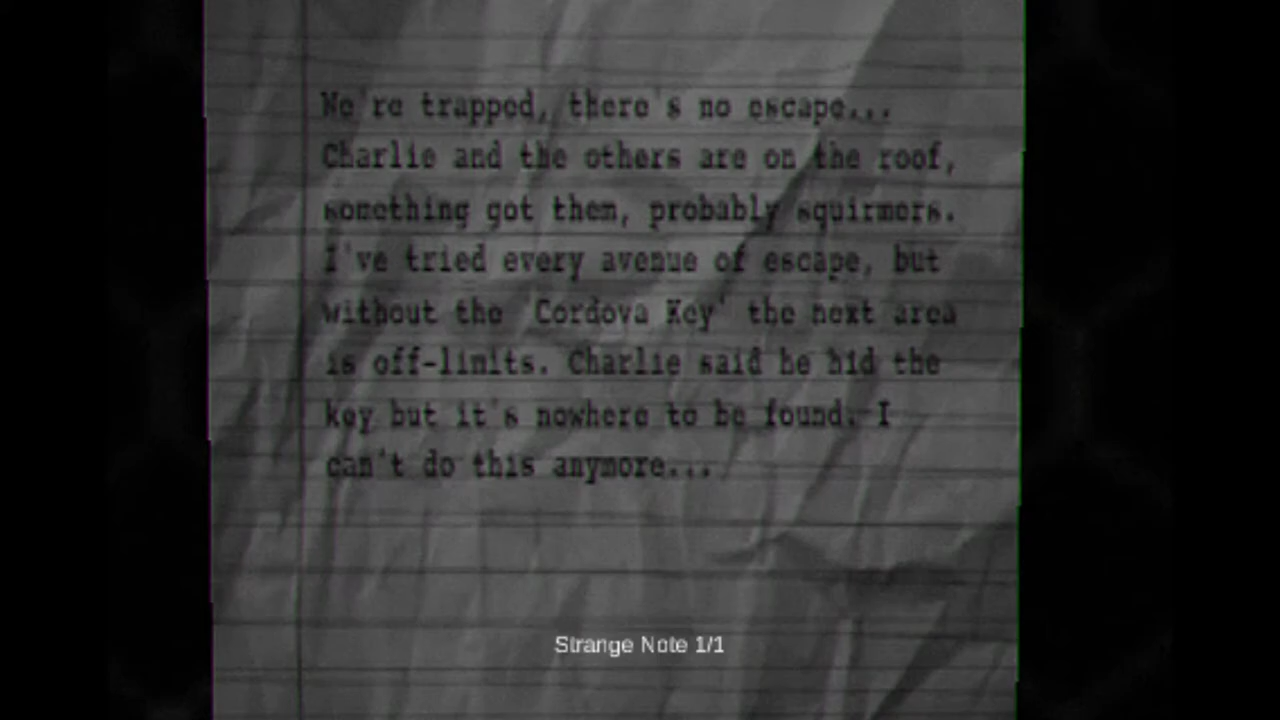 We're trapped, there's no escape...
Charlie and the others are on the roof,
something got them, probably squirmers.
I've tried every avenue of escape, but
without the 'Cordova Key' the next area
is off-limits. Charlie said he hid the
key but it's nowhere to be found. I
can't do this anymore...
Strange Note 1/1